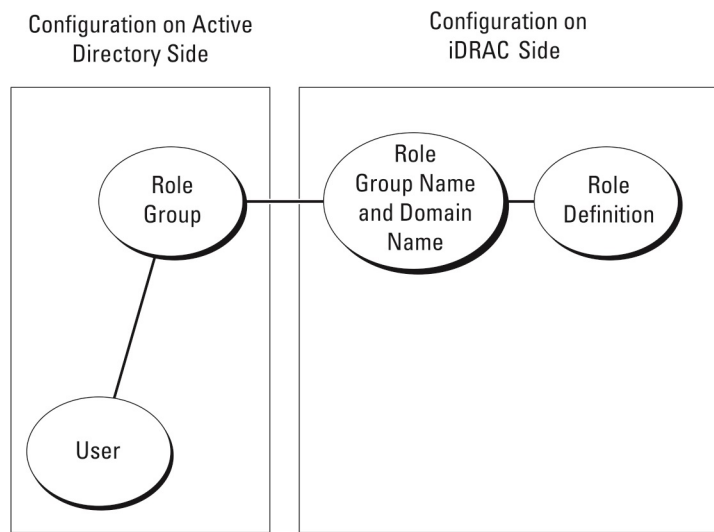 Configuration on Active
Directory Side
Configuration on
iDRAC Side
Role
Group
Role
Group Name
and Domain
Name
Role
Definition
User